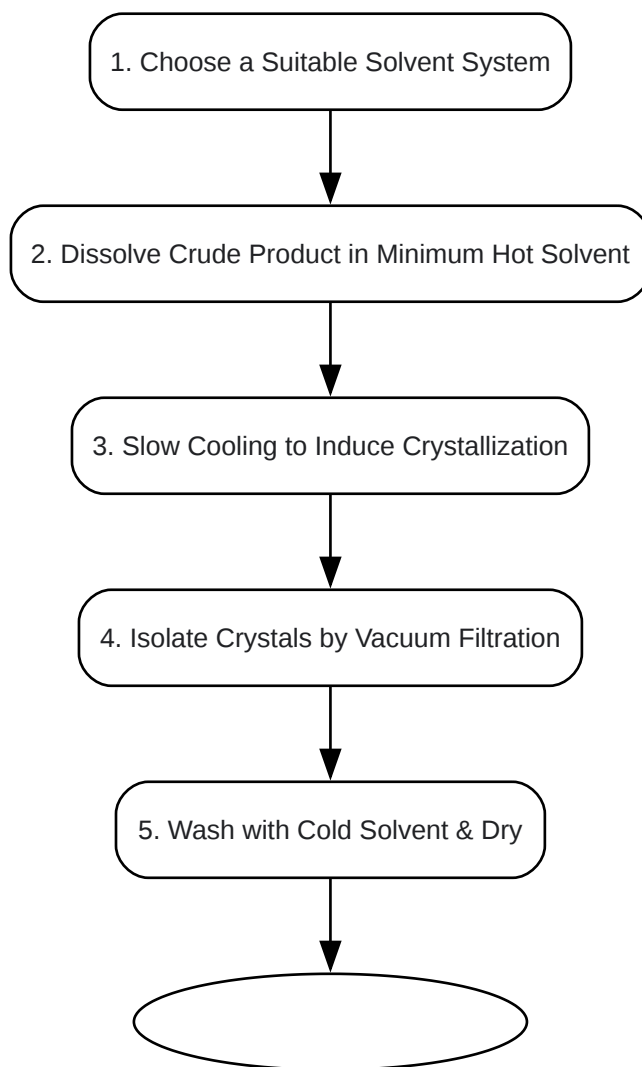 1. Choose a Suitable Solvent System
2. Dissolve Crude Product in Minimum Hot Solvent
3. Slow Cooling to Induce Crystallization
4. Isolate Crystals by Vacuum Filtration
5. Wash with Cold Solvent & Dry